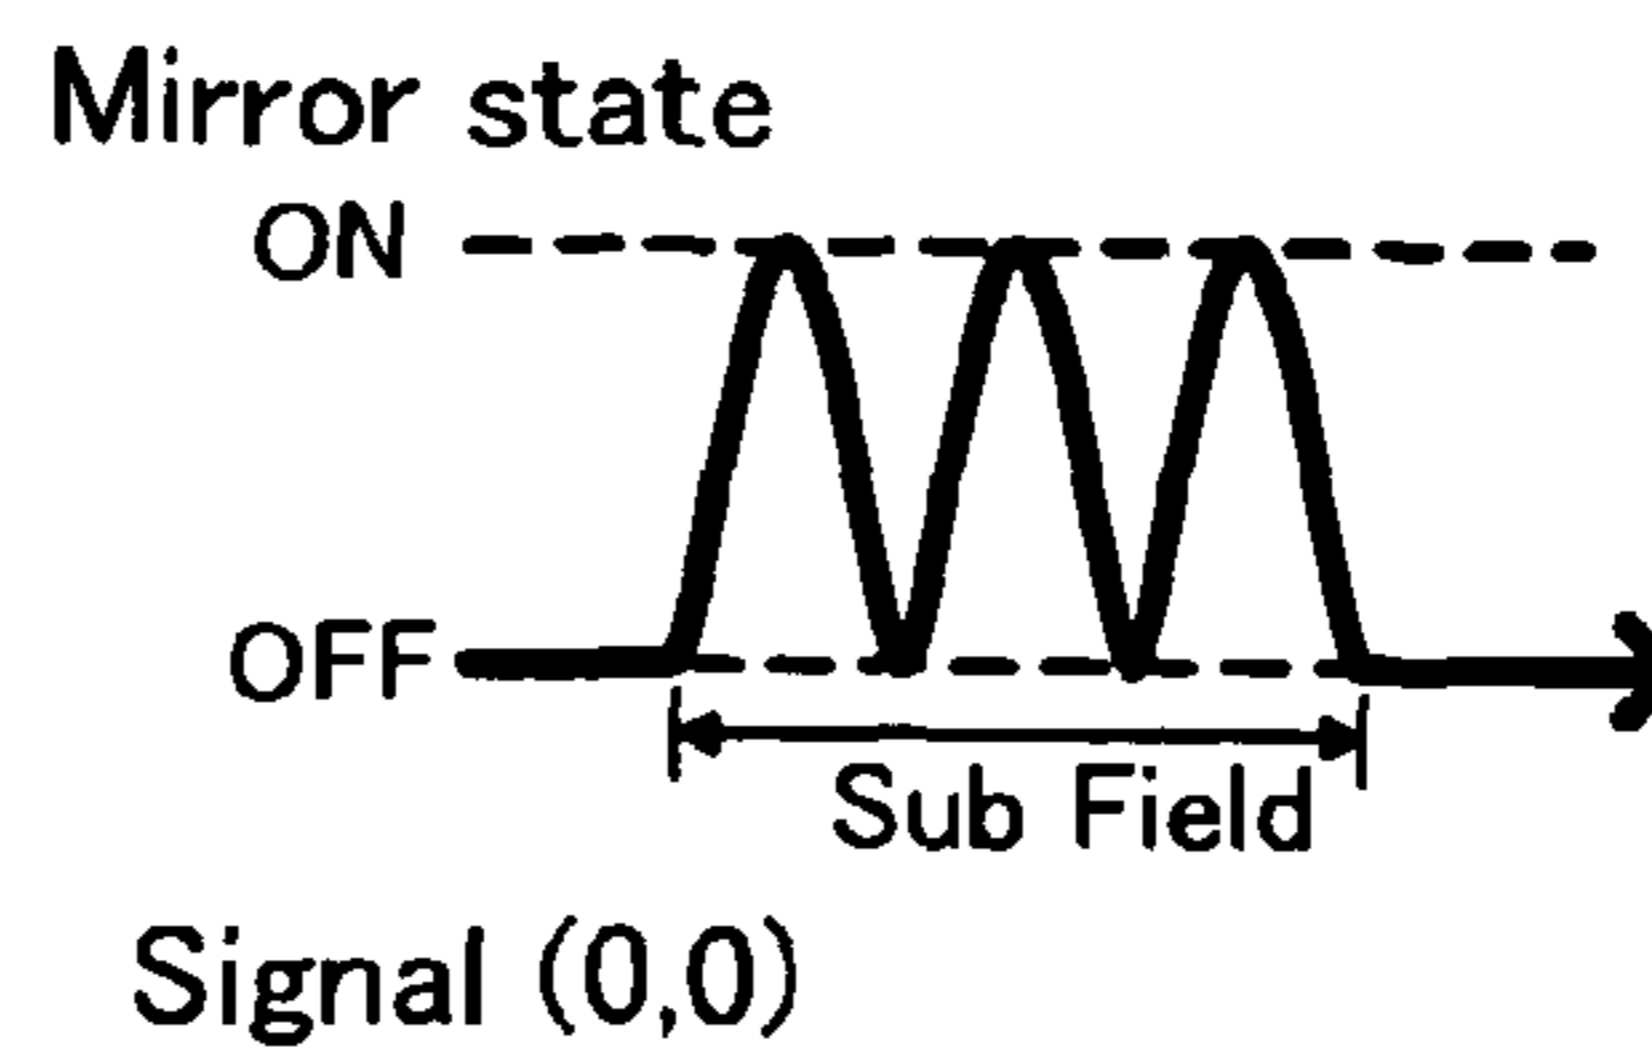 Mirror state
ON
OFF
Sub Field
Signal (0,0)